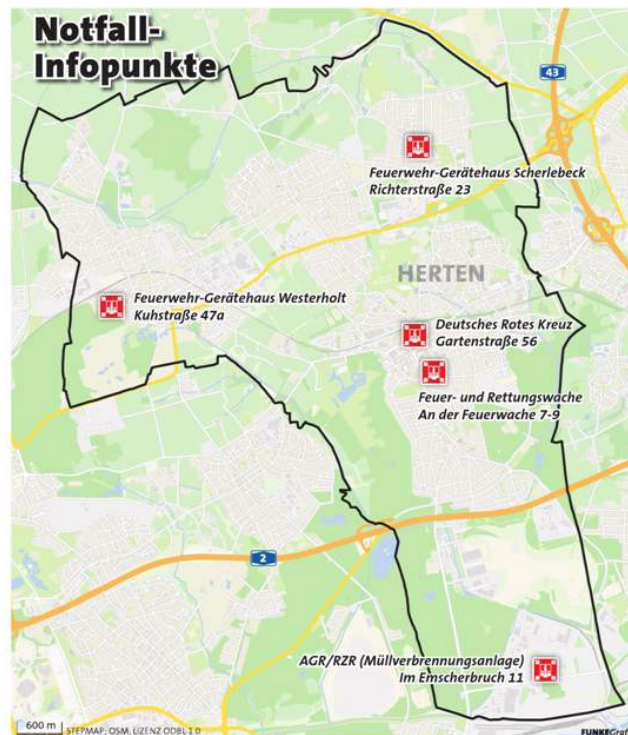 Notfall-
Infopunkte
43
Feuerwehr-Gerätehaus Scherlebeck
Richterstraße 23
HERTEN
Feuerwehr-Gerätehaus Westerholt
Kuhstraße 47a
Deutsches Rotes Kreuz
Gartenstraße 56
Feuer- und Rettungswache
An der Feuerwache 7-9
2
AGR/RZR (Müllverbrennungsanlage)
Im Emscherbruch 11
600 m
STEPMAP; OSM, LIZENZ ODBL 1.0
FUNKEGraf